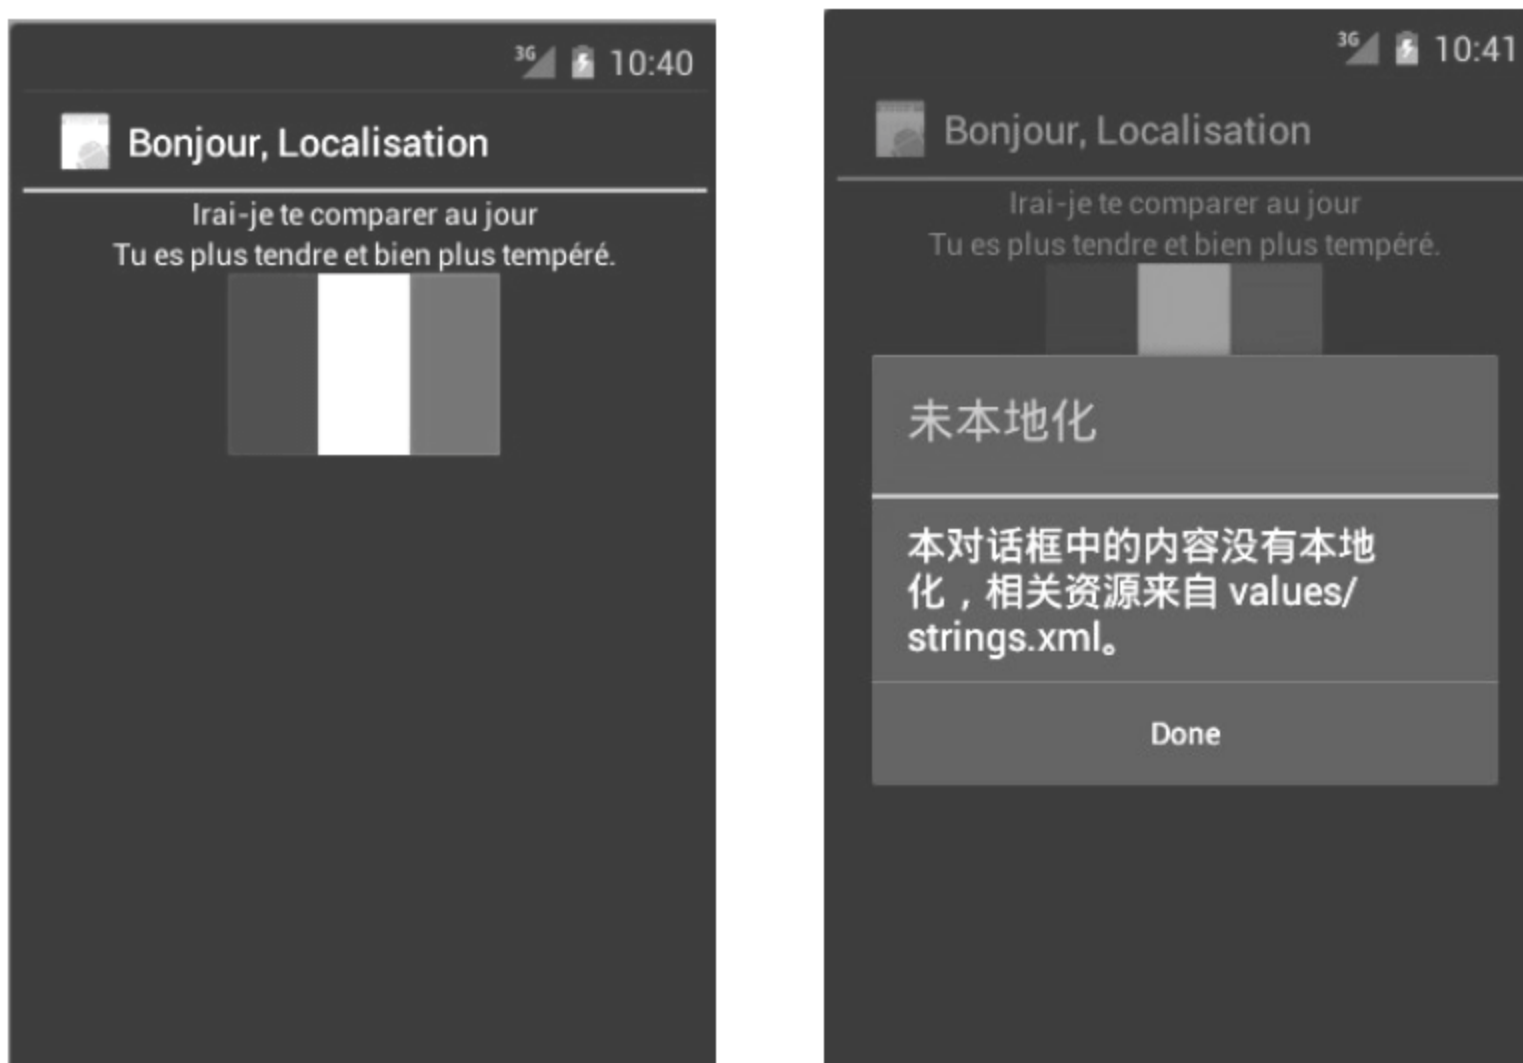 3G 10:40
Bonjour, Localisation
Irai-je te comparer au jour
Tu es plus tendre et bien plus tempéré.
3G 10:41
Bonjour, Localisation
Irai-je te comparer au jour
Tu es plus tendre et bien plus tempéré.
未本地化
本对话框中的内容没有本地
化，相关资源来自 values/
strings.xml。
Done